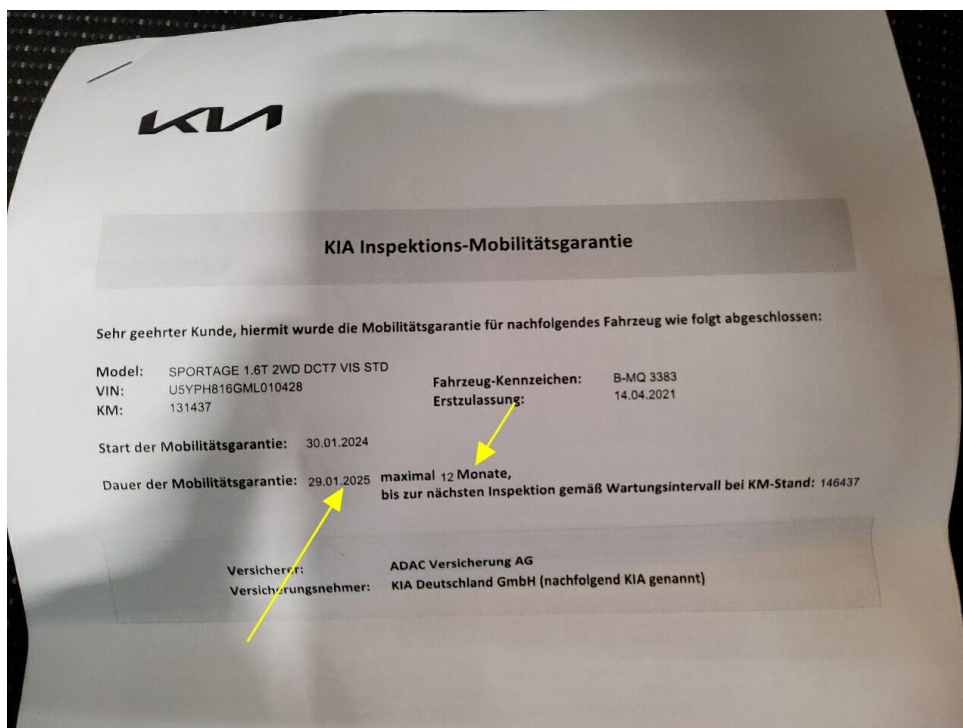 KIA
KIA Inspektions-Mobilitätsgarantie
Sehr geehrter Kunde, hiermit wurde die Mobilitätsgarantie für nachfolgendes Fahrzeug wie folgt abgeschlossen:
Model: SPORTAGE 1.6T 2WD DCT7 VIS STD
VIN: U5YPH816GML010428 Fahrzeug-Kennzeichen: B-MQ 3383
KM: 131437 Erstzulassung: 14.04.2021
Start der Mobilitätsgarantie: 30.01.2024
Dauer der Mobilitätsgarantie: 29.01.2025 maximal 12 Monate,
bis zur nächsten Inspektion gemäß Wartungsintervall bei KM-Stand: 146437
Versicherer: ADAC Versicherung AG
Versicherungsnehmer: KIA Deutschland GmbH (nachfolgend KIA genannt)